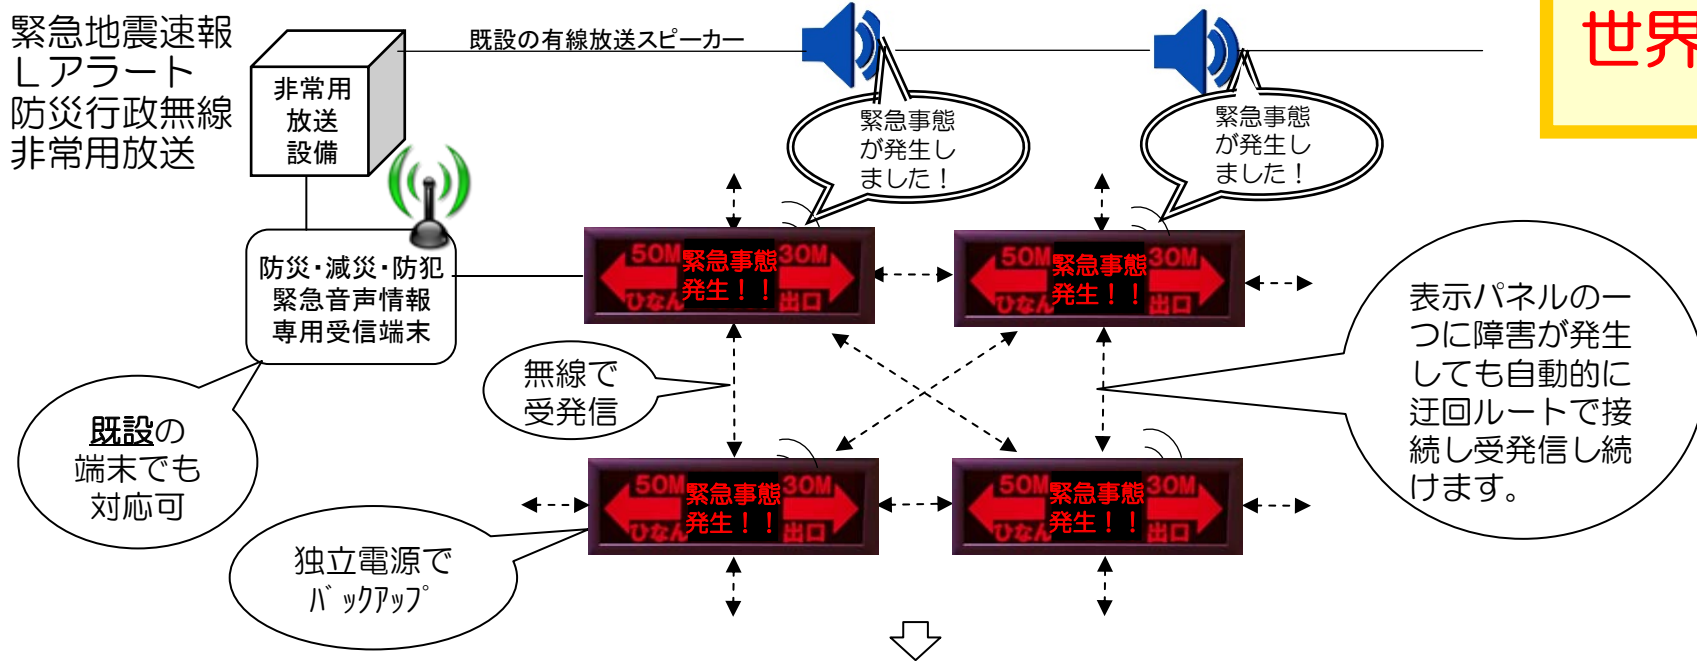 緊急地震速報
Lアラート
防災行政無線
非常用放送
非常用
放送
設備
既設の有線放送スピーカー
緊急事態
が発生し
ました！
緊急事態
が発生し
ました！
世界
防災・減災・防犯
緊急音声情報
専用受信端末
50M 緊急事態 30M
発生！！
ひなん 出口
50M 緊急事態 30M
発生！！
ひなん 出口
表示パネルの一
つに障害が発生
しても自動的に
迂回ルートで接
続し受発信し続
けます。
無線で
受発信
既設の
端末でも
対応可
50M 緊急事態 30M
発生！！
ひなん 出口
50M 緊急事態 30M
発生！！
ひなん 出口
独立電源で
ﾊﾞｯｸｱｯﾌﾟ